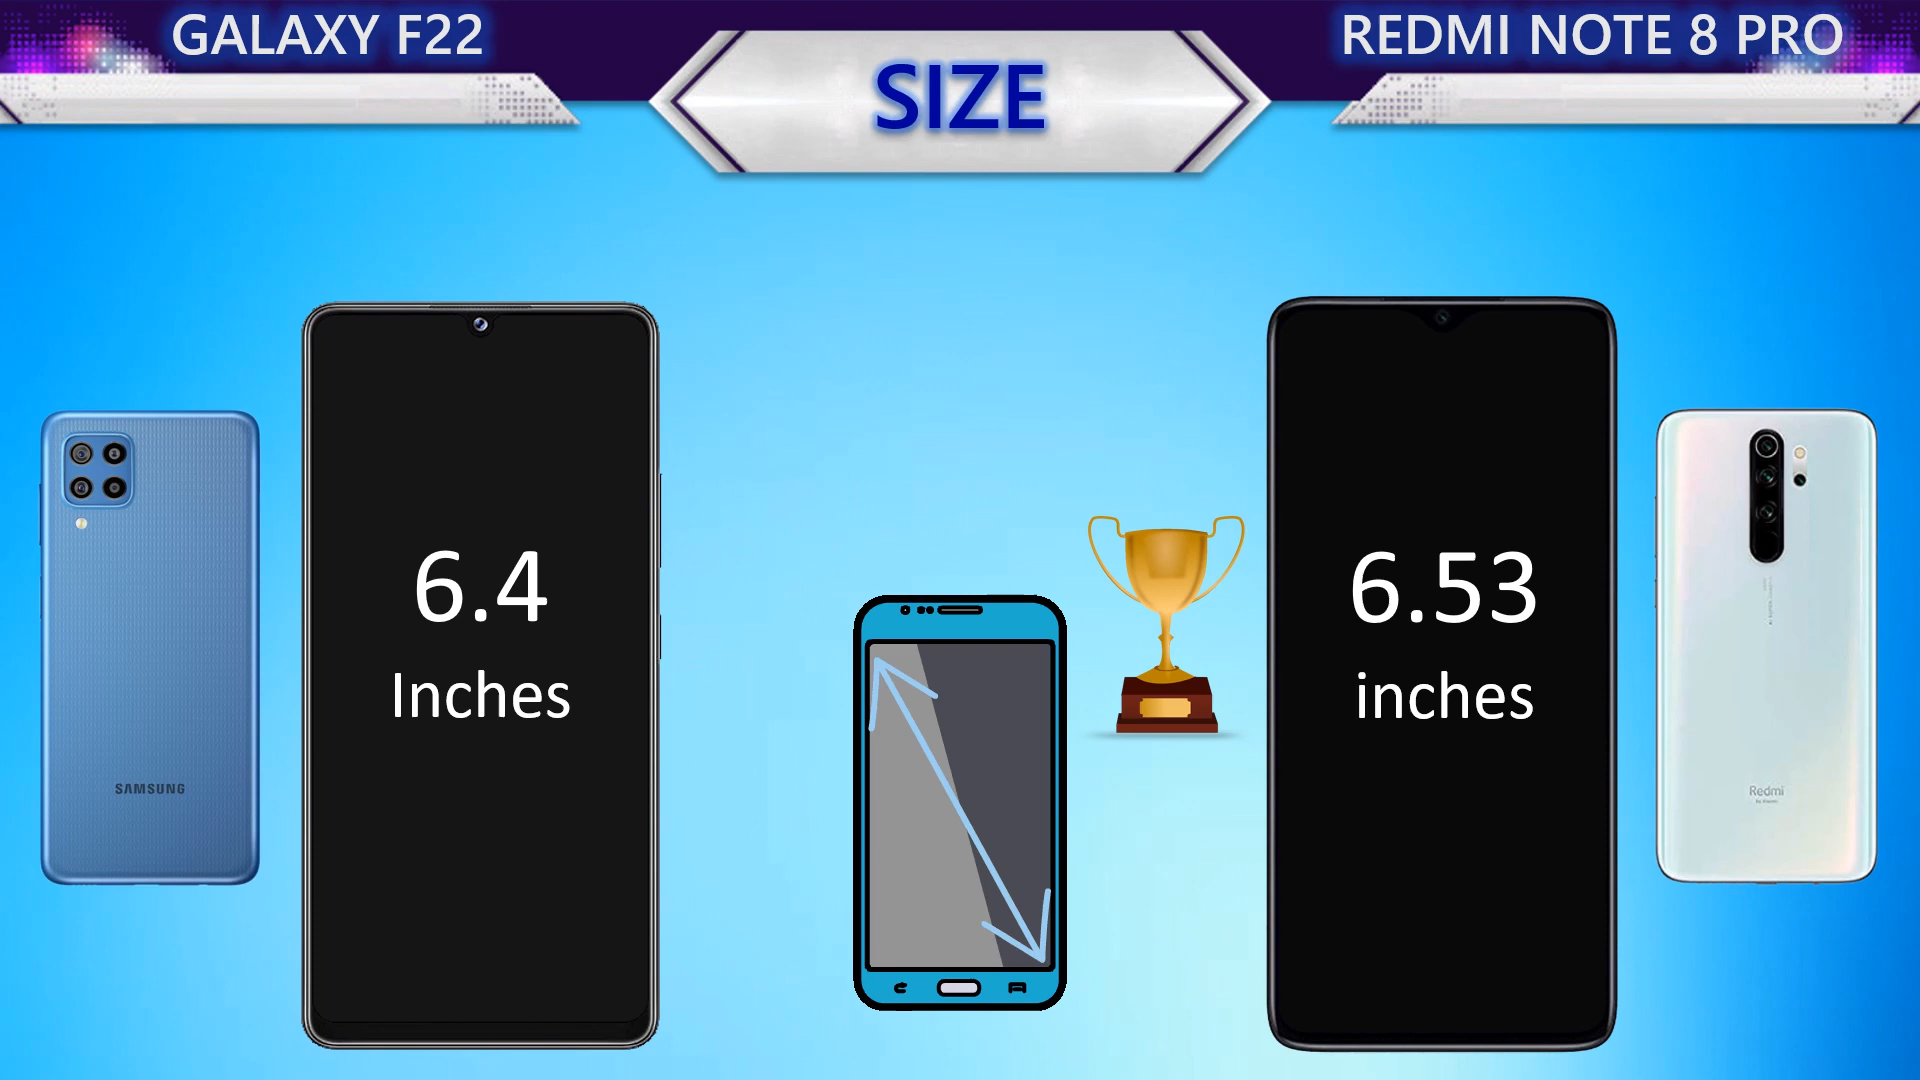 GALAXY F22
SIZE
REDMI NOTE 8 PRO
6.4
Inches
6.53
inches
SAMSUNG
Redmi